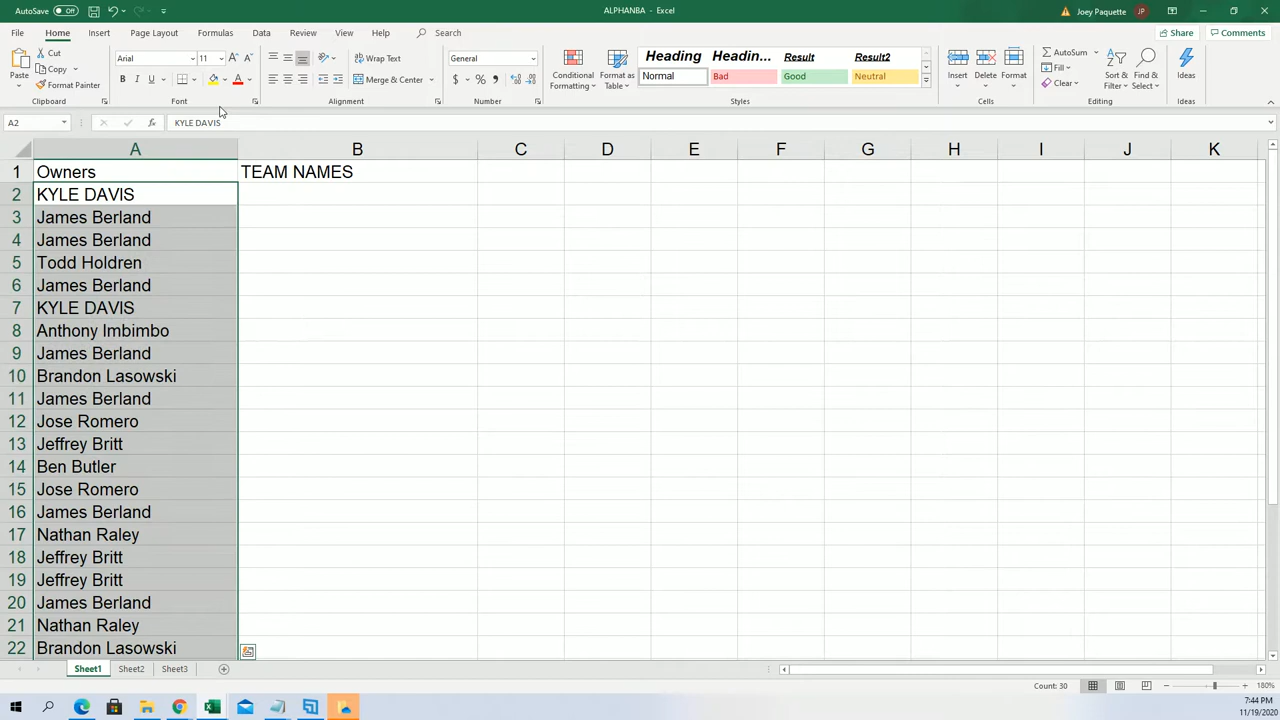 AutoSave Off
ALPHANBA - Excel
Joey Paquette JP
File Home Insert Page Layout Formulas Data Review View Help Search Share Comments
Paste Cut Copy Format Painter
Clipboard
Arial 11
B I U A
Font
Wrap Text
Merge & Center
Alignment
General
$ % ,
Number
Conditional Formatting
Format as Table
Heading Headin... Result Result2
Normal Bad Good Neutral
Styles
Insert Delete Format
Cells
AutoSum
Fill
Clear
Sort & Filter
Find & Select
Editing
Ideas
Ideas
A2 fx KYLE DAVIS
A B C D E F G H I J K
1 Owners TEAM NAMES
2 KYLE DAVIS
3 James Berland
4 James Berland
5 Todd Holdren
6 James Berland
7 KYLE DAVIS
8 Anthony Imbimbo
9 James Berland
10 Brandon Lasowski
11 James Berland
12 Jose Romero
13 Jeffrey Britt
14 Ben Butler
15 Jose Romero
16 James Berland
17 Nathan Raley
18 Jeffrey Britt
19 Jeffrey Britt
20 James Berland
21 Nathan Raley
22 Brandon Lasowski
Sheet1 Sheet2 Sheet3
Count: 30 180%
7:44 PM
11/19/2020